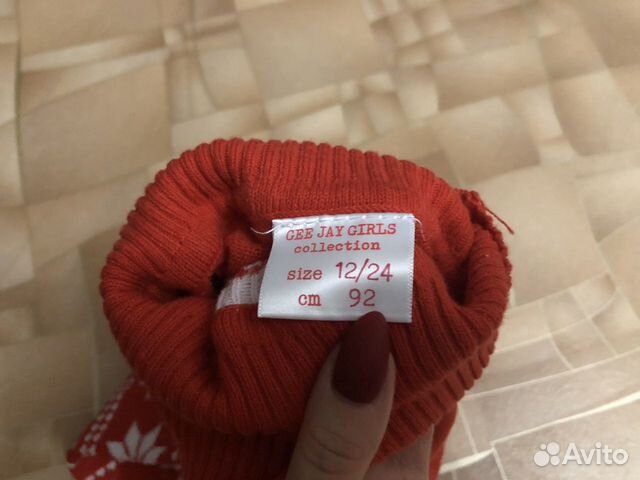 GEE JAY GIRLS
collection
size 12/24
cm 92
Avito